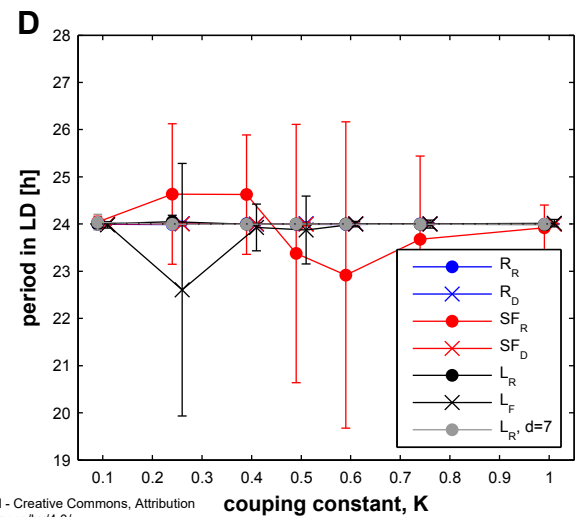 D
28
27
26
25
24
23
22
21
20
19
period in LD [h]
R_R
R_D
SF_R
SF_D
L_R
L_F
L_R, d=7
0.1 0.2 0.3 0.4 0.5 0.6 0.7 0.8 0.9 1
- Creative Commons, Attribution
couping constant, K